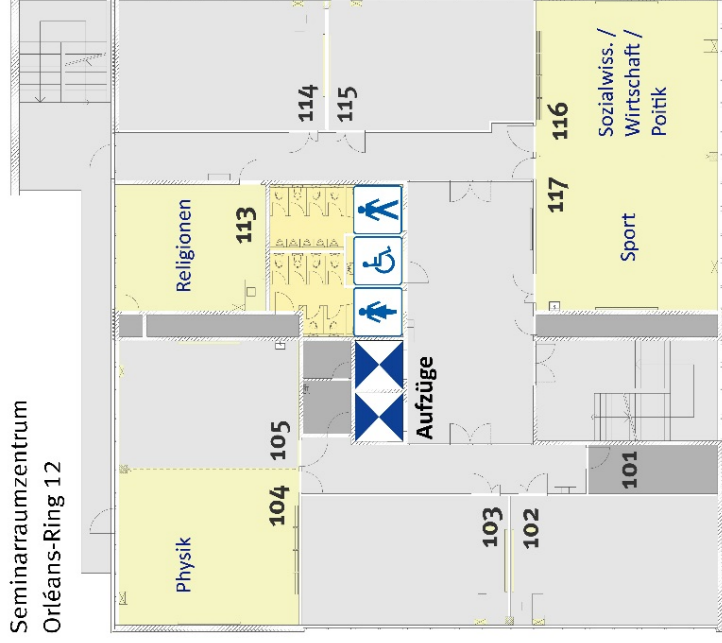 Seminarraumzentrum
Orléans-Ring 12
Physik
Religionen
104
105
113
114
115
Aufzüge
103
102
117
116
101
Sport
Sozialwiss. /
Wirtschaft /
Poitik